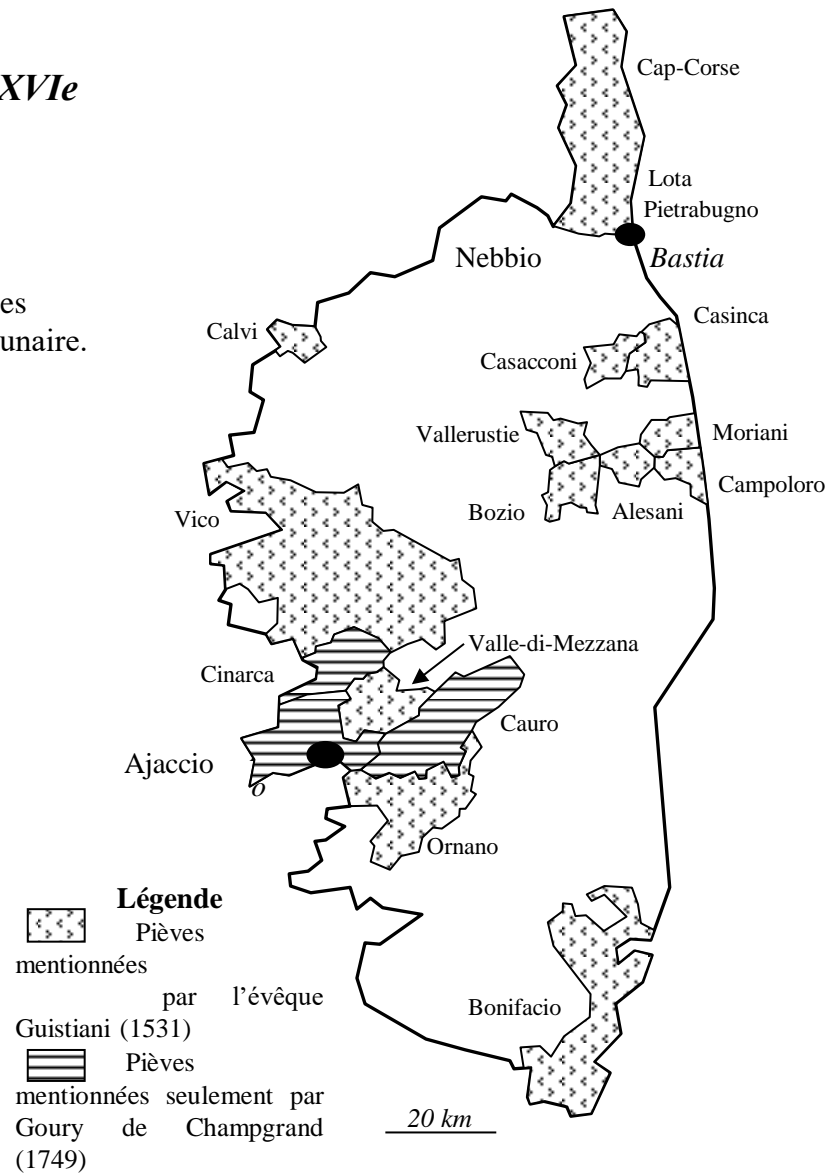 XVIe
Cap-Corse
Lota
Pietrabugno
Nebbio
Bastia
es
unaire.
Casinca
Calvi
Casacconi
Vallerustie
Moriani
Campoloro
Vico
Bozio
Alesani
Valle-di-Mezzana
Cinarca
Cauro
Ajaccio
o
Ornano
Légende
Pièves
mentionnées
par l'évêque
Guistiani (1531)
Pièves
mentionnées seulement par
Goury de Champgrand
(1749)
Bonifacio
20 km